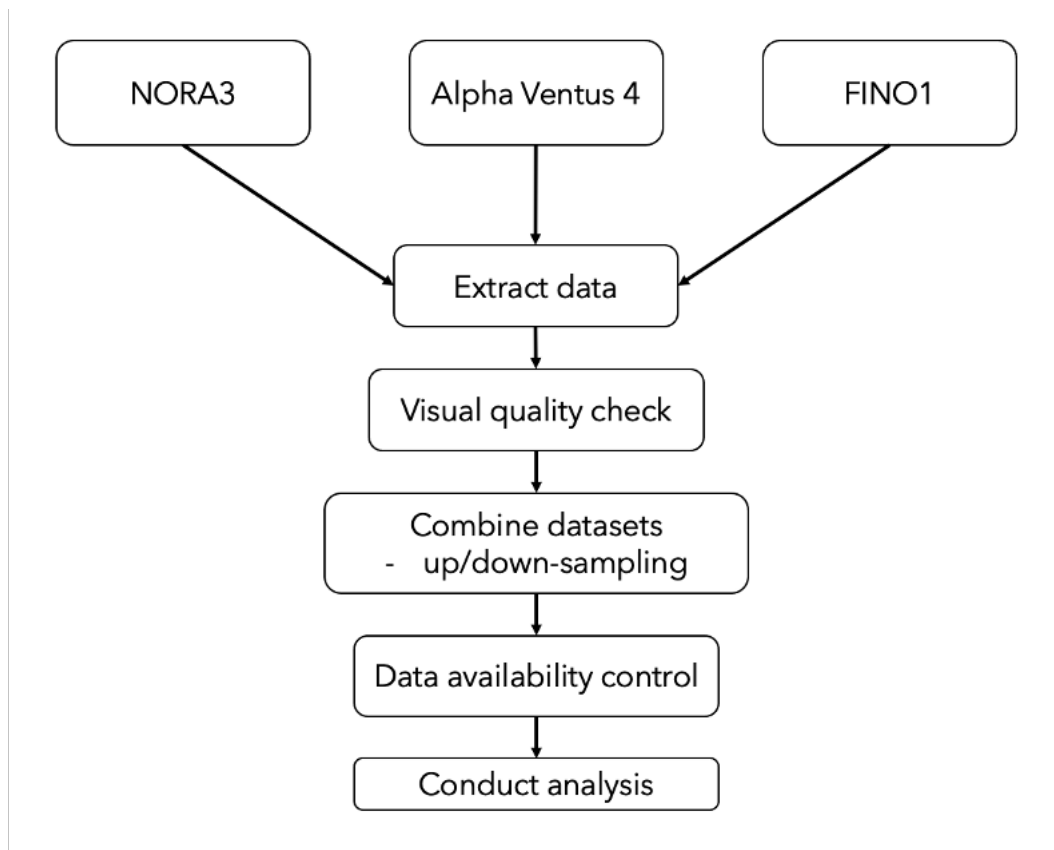 NORA3
Alpha Ventus 4
FINO1
Extract data
Visual quality check
Combine datasets
- up/down-sampling
Data availability control
Conduct analysis